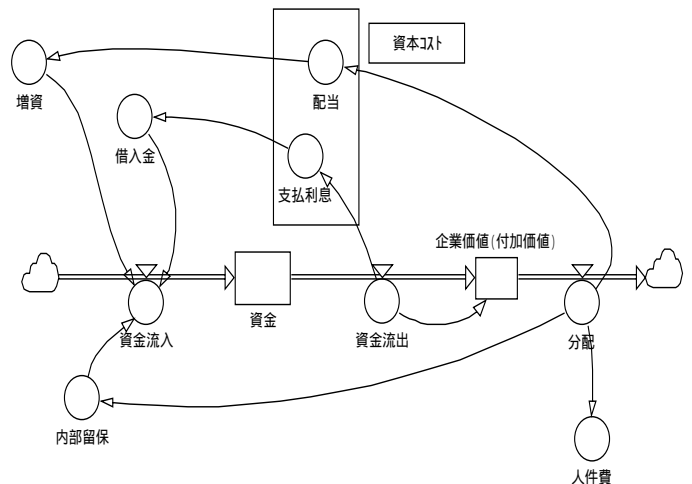 資本コスト
増資
配当
借入金
支払利息
企業価値(付加価値)
資金流入
資金
資金流出
分配
内部留保
人件費